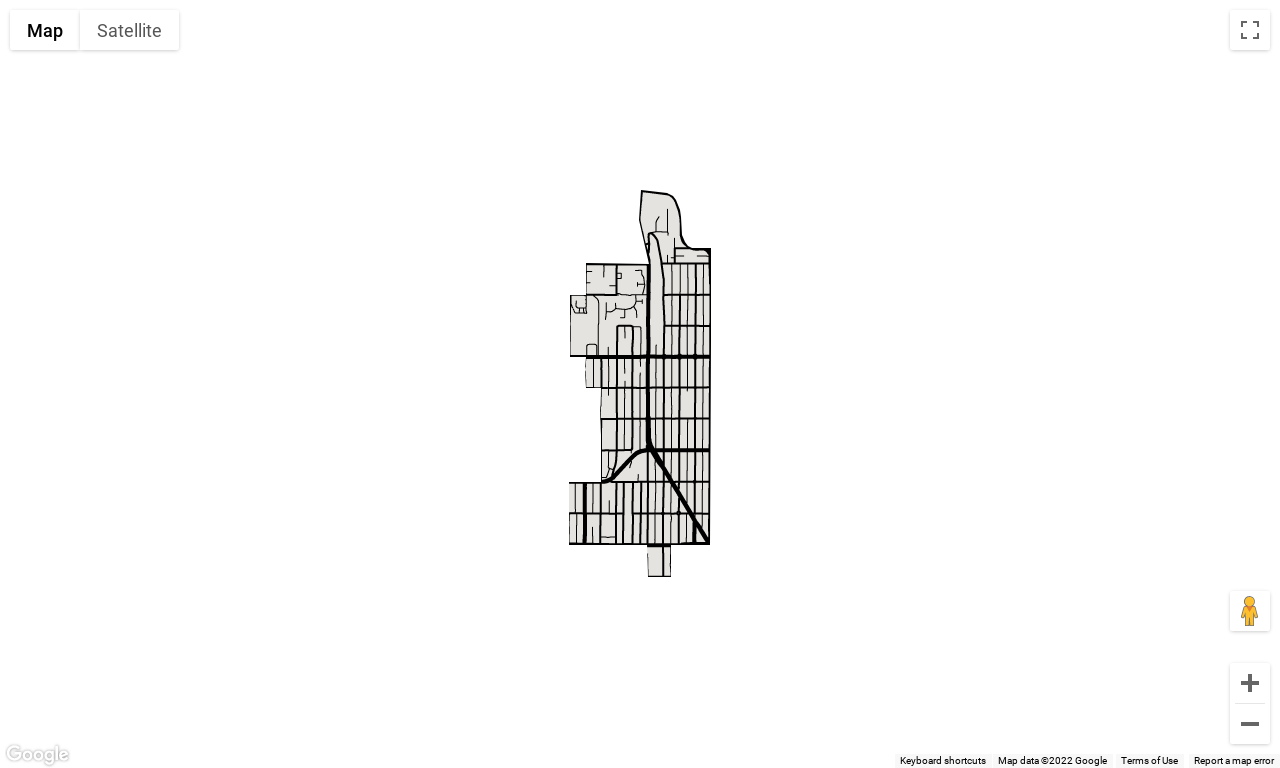 Map Satellite
Google
Keyboard shortcuts Map data ©2022 Google Terms of Use Report a map error